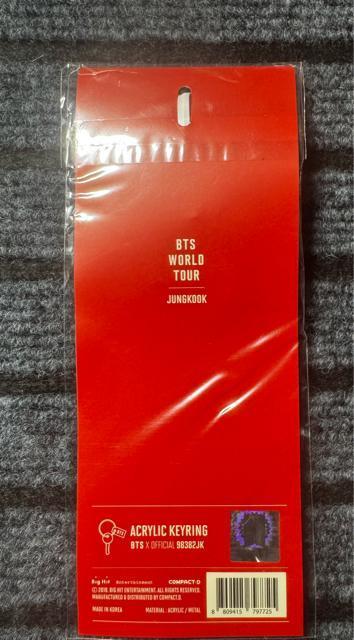 BTS
WORLD
TOUR
JUNGKOOK
ACRYLIC KEYRING
BTS X OFFICIAL 98382JK
Big Hit Entertainment COMPACT:D
© 2018. BIG HIT ENTERTAINMENT. ALL RIGHTS RESERVED.
MANUFACTURED & DISTRIBUTED BY COMPACT:D.
MADE IN KOREA MATERIAL : ACRYLIC / METAL
8 809415 797725